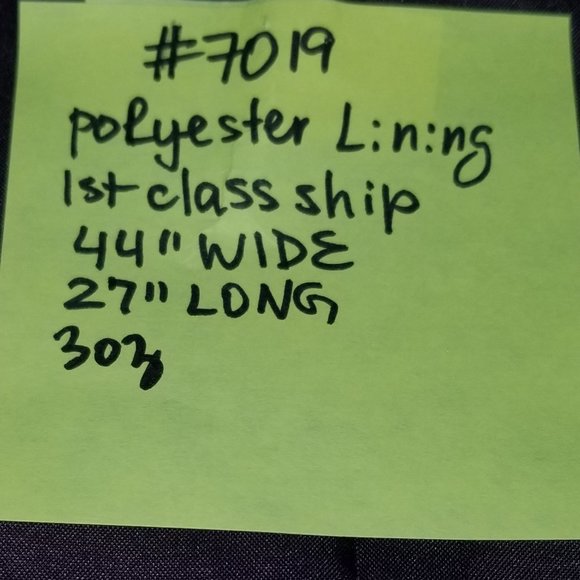 #7019
polyester Lining
1st class ship
44" WIDE
27" LONG
3oz